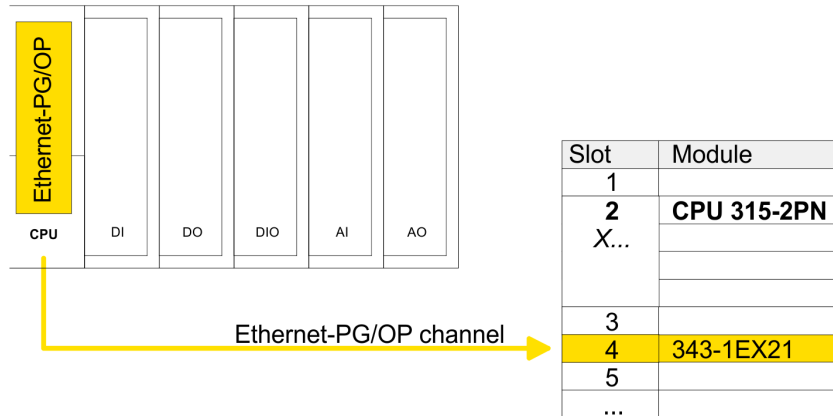 Ethernet-PG/OP
CPU DI DO DIO AI AO
Ethernet-PG/OP channel
Slot Module
1
2 CPU 315-2PN
X...
3
4 343-1EX21
5
...